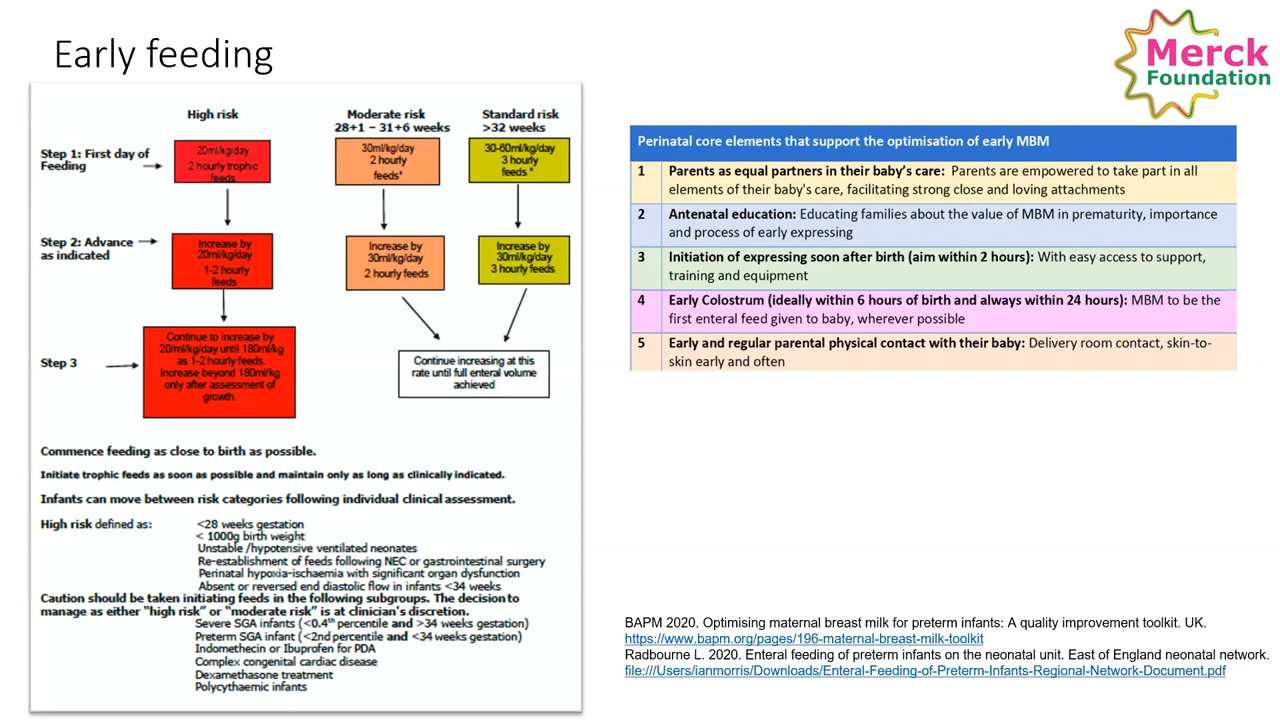 Early feeding
Merck
Foundation
High risk
Moderate risk
28+1 – 31+6 weeks
Standard risk
>32 weeks
Step 1: First day of
Feeding
20ml/kg/day
2 hourly trophic
feeds
30ml/kg/day
2 hourly
feeds*
30-60ml/kg/day
3 hourly
feeds *
Step 2: Advance
as indicated
Increase by
20ml/kg/day
1-2 hourly
feeds
Increase by
30ml/kg/day
2 hourly feeds
Increase by
30ml/kg/day
3 hourly feeds
Step 3
Continue to increase by
20/ml/kg/day until 180ml/kg
as 1-2 hourly feeds.
Increase beyond 180ml/kg
only after assessment of
growth.
Continue increasing at this
rate until full enteral volume
achieved
Commence feeding as close to birth as possible.
Initiate trophic feeds as soon as possible and maintain only as long as clinically indicated.
Infants can move between risk categories following individual clinical assessment.
High risk defined as: <28 weeks gestation
< 1000g birth weight
Unstable /hypotensive ventilated neonates
Re-establishment of feeds following NEC or gastrointestinal surgery
Perinatal hypoxia-ischaemia with significant organ dysfunction
Absent or reversed end diastolic flow in infants <34 weeks
Caution should be taken initiating feeds in the following subgroups. The decision to
manage as either “high risk” or “moderate risk” is at clinician's discretion.
Severe SGA infants (<0.4th percentile and >34 weeks gestation)
Preterm SGA infant (<2nd percentile and <34 weeks gestation)
Indomethecin or Ibuprofen for PDA
Complex congenital cardiac disease
Dexamethasone treatment
Polycythaemic infants
Perinatal core elements that support the optimisation of early MBM
1 Parents as equal partners in their baby’s care: Parents are empowered to take part in all
elements of their baby's care, facilitating strong close and loving attachments
2 Antenatal education: Educating families about the value of MBM in prematurity, importance
and process of early expressing
3 Initiation of expressing soon after birth (aim within 2 hours): With easy access to support,
training and equipment
4 Early Colostrum (ideally within 6 hours of birth and always within 24 hours): MBM to be the
first enteral feed given to baby, wherever possible
5 Early and regular parental physical contact with their baby: Delivery room contact, skin-to-
skin early and often
BAPM 2020. Optimising maternal breast milk for preterm infants: A quality improvement toolkit. UK.
https://www.bapm.org/pages/196-maternal-breast-milk-toolkit
Radbourne L. 2020. Enteral feeding of preterm infants on the neonatal unit. East of England neonatal network.
file:///Users/ianmorris/Downloads/Enteral-Feeding-of-Preterm-Infants-Regional-Network-Document.pdf